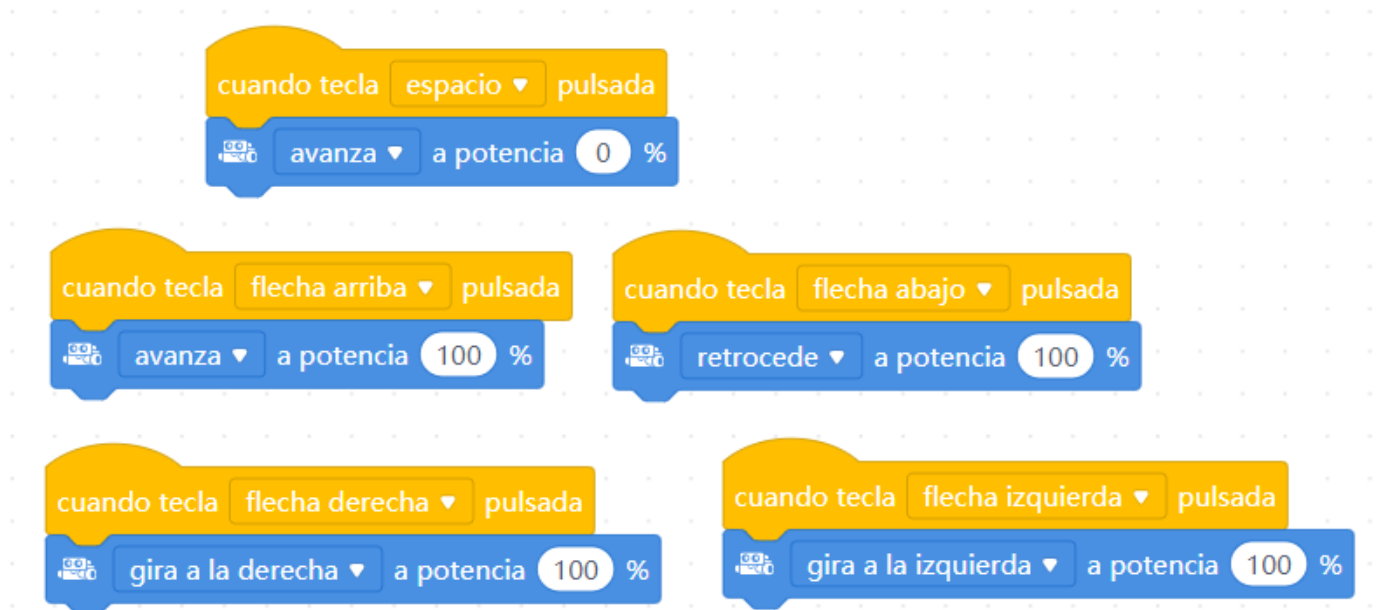 cuando tecla espacio pulsada
avanza a potencia 0 %
cuando tecla flecha arriba pulsada
avanza a potencia 100 %
cuando tecla flecha abajo pulsada
retrocede a potencia 100 %
cuando tecla flecha derecha pulsada
gira a la derecha a potencia 100 %
cuando tecla flecha izquierda pulsada
gira a la izquierda a potencia 100 %